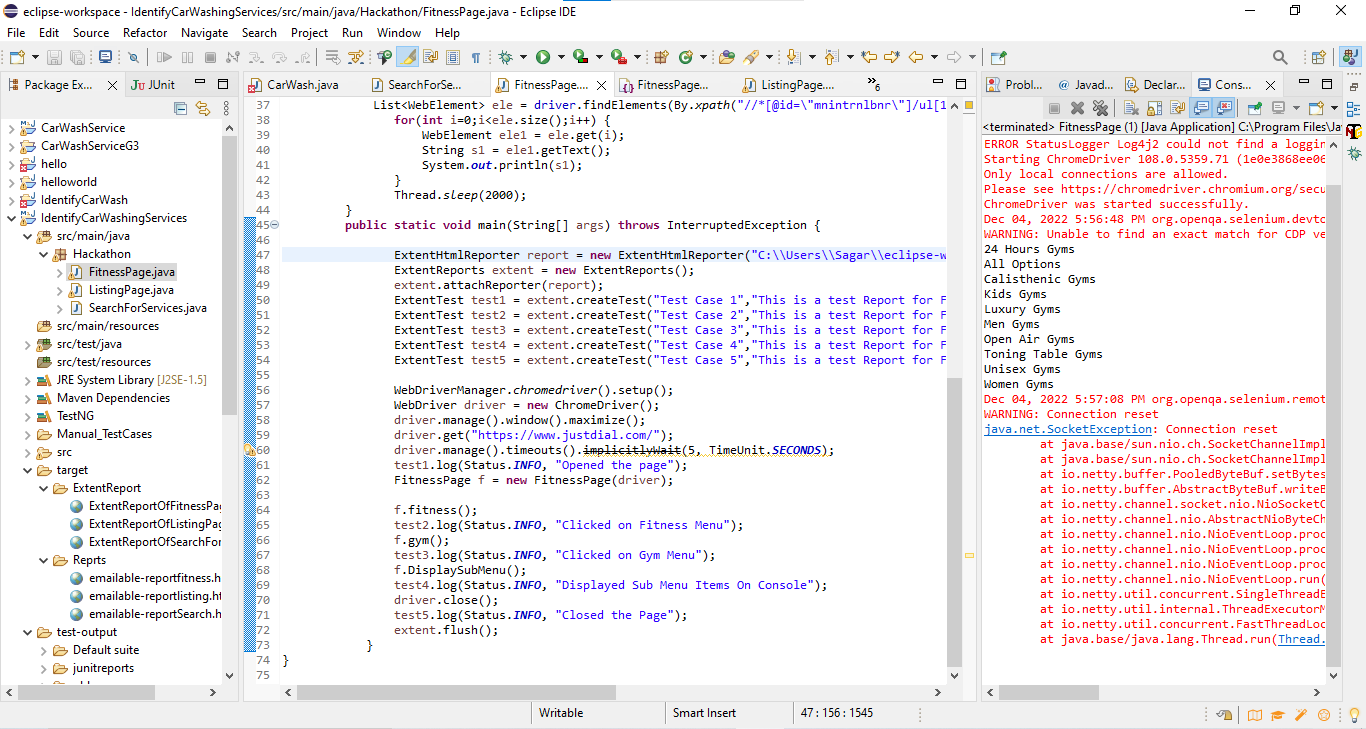 eclipse-workspace - IdentifyCarWashingServices/src/main/java/Hackathon/FitnessPage.java - Eclipse IDE
File Edit Source Refactor Navigate Search Project Run Window Help
Package Ex... JUnit
CarWashService
CarWashServiceG3
hello
helloworld
IdentifyCarWash
IdentifyCarWashingServices
src/main/java
Hackathon
FitnessPage.java
ListingPage.java
SearchForServices.java
src/main/resources
src/test/java
src/test/resources
JRE System Library [J2SE-1.5]
Maven Dependencies
TestNG
Manual_TestCases
src
target
ExtentReport
ExtentReportOfFitnessPa
ExtentReportOfListingPa
ExtentReportOfSearchFor
Reprts
emailable-reportfitness.h
emailable-reportlisting.ht
emailable-reportSearch.h
test-output
Default suite
junitreports
CarWash.java SearchForSe... FitnessPage.... FitnessPage.... ListingPage.... »6
37 List<WebElement> ele = driver.findElements(By.xpath("//*[@id=\"mnintrnlbnr\"]/ul[1
38 for(int i=0;i<ele.size();i++) {
39 WebElement ele1 = ele.get(i);
40 String s1 = ele1.getText();
41 System.out.println(s1);
42 }
43 Thread.sleep(2000);
44 }
45 public static void main(String[] args) throws InterruptedException {
46
47 ExtentHtmlReporter report = new ExtentHtmlReporter("C:\\Users\\Sagar\\eclipse-w
48 ExtentReports extent = new ExtentReports();
49 extent.attachReporter(report);
50 ExtentTest test1 = extent.createTest("Test Case 1","This is a test Report for F
51 ExtentTest test2 = extent.createTest("Test Case 2","This is a test Report for F
52 ExtentTest test3 = extent.createTest("Test Case 3","This is a test Report for F
53 ExtentTest test4 = extent.createTest("Test Case 4","This is a test Report for F
54 ExtentTest test5 = extent.createTest("Test Case 5","This is a test Report for F
55
56 WebDriverManager.chromedriver().setup();
57 WebDriver driver = new ChromeDriver();
58 driver.manage().window().maximize();
59 driver.get("https://www.justdial.com/");
60 driver.manage().timeouts().implicitlyWait(5, TimeUnit.SECONDS);
61 test1.log(Status.INFO, "Opened the page");
62 FitnessPage f = new FitnessPage(driver);
63
64 f.fitness();
65 test2.log(Status.INFO, "Clicked on Fitness Menu");
66 f.gym();
67 test3.log(Status.INFO, "Clicked on Gym Menu");
68 f.DisplaySubMenu();
69 test4.log(Status.INFO, "Displayed Sub Menu Items On Console");
70 driver.close();
71 test5.log(Status.INFO, "Closed the Page");
72 extent.flush();
73 }
74 }
75
Probl... Javad... Declar... Cons...
<terminated> FitnessPage (1) [Java Application] C:\Program Files\Jav
ERROR StatusLogger Log4j2 could not find a loggin
Starting ChromeDriver 108.0.5359.71 (1e0e3868ee06
Only local connections are allowed.
Please see https://chromedriver.chromium.org/secu
ChromeDriver was started successfully.
Dec 04, 2022 5:56:48 PM org.openqa.selenium.devto
WARNING: Unable to find an exact match for CDP ve
24 Hours Gyms
All Options
Calisthenic Gyms
Kids Gyms
Luxury Gyms
Men Gyms
Open Air Gyms
Toning Table Gyms
Unisex Gyms
Women Gyms
Dec 04, 2022 5:57:08 PM org.openqa.selenium.remot
WARNING: Connection reset
java.net.SocketException: Connection reset
at java.base/sun.nio.ch.SocketChannelImpl
at java.base/sun.nio.ch.SocketChannelImpl
at io.netty.buffer.PooledByteBuf.setBytes
at io.netty.buffer.AbstractByteBuf.writeB
at io.netty.channel.socket.nio.NioSocketC
at io.netty.channel.nio.AbstractNioByteCh
at io.netty.channel.nio.NioEventLoop.proc
at io.netty.channel.nio.NioEventLoop.proc
at io.netty.channel.nio.NioEventLoop.proc
at io.netty.channel.nio.NioEventLoop.run(
at io.netty.util.concurrent.SingleThreadE
at io.netty.util.internal.ThreadExecutorM
at io.netty.util.concurrent.FastThreadLoc
at java.base/java.lang.Thread.run(Thread.
Writable Smart Insert 47 : 156 : 1545